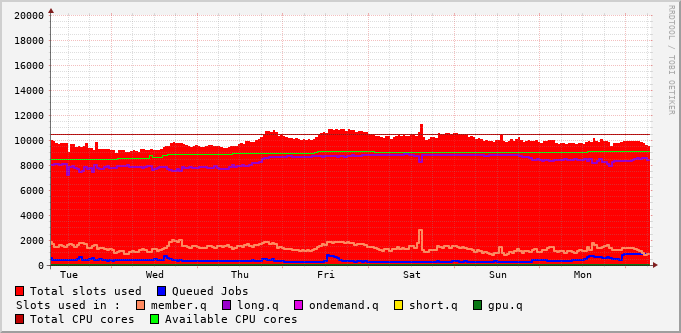 20000
18000
16000
14000
12000
10000
8000
6000
4000
2000
0
Tue Wed Thu Fri Sat Sun Mon
Total slots used Queued Jobs
Slots used in : member.q long.q ondemand.q short.q gpu.q
Total CPU cores Available CPU cores
RRDTOOL / TOBI OETIKER